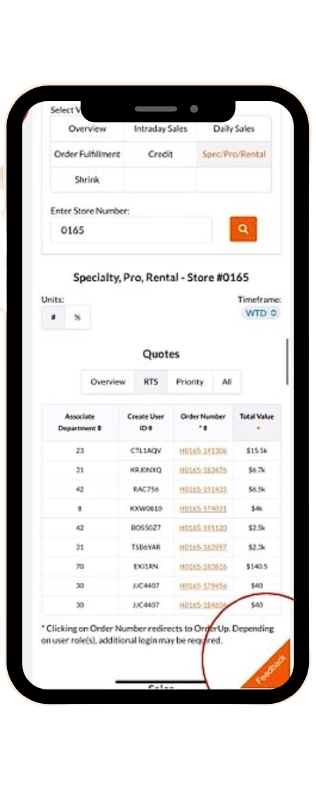 Select V
Overview Intraday Sales Daily Sales
Order Fulfillment Credit Spec/Pro/Rental
Shrink
Enter Store Number:
0165
Specialty, Pro, Rental - Store #0165
Units: Timeframe:
# % WTD
Quotes
Overview RTS Priority All
Associate Department Create User ID Order Number * Total Value
23 CTL1AQV H0165-191306 $15.5k
31 KRJ0NXQ H0165-183476 $6.7k
42 RAC756 H0165-191435 $6.5k
8 KXW0810 H0165-174031 $4k
42 BOS50Z7 H0165-191120 $2.5k
31 TSB6YAR H0165-183997 $2.3k
70 EXI1RN H0165-183816 $140.5
30 JJC4407 H0165-179456 $40
30 JJC4407 H0165-184606 $40
* Clicking on Order Number redirects to OrderUp. Depending
on user role(s), additional login may be required.
Feedback
Sales